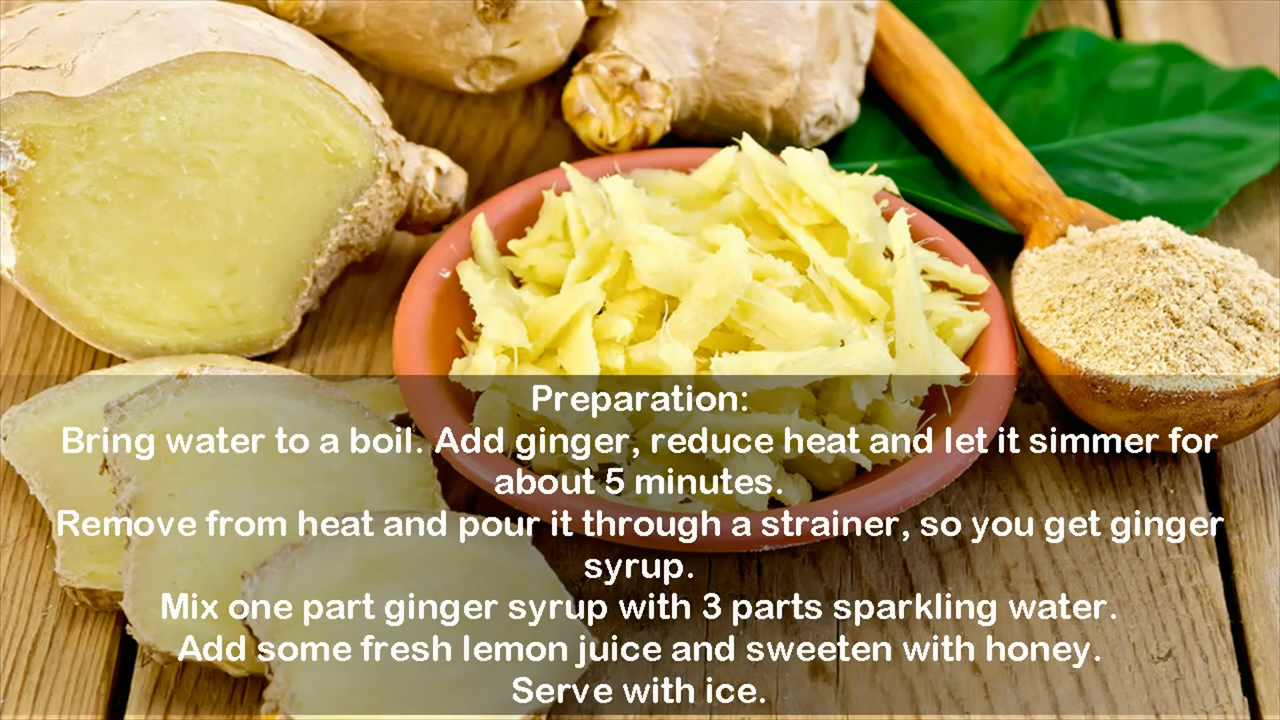 Preparation:
Bring water to a boil. Add ginger, reduce heat and let it simmer for
about 5 minutes.
Remove from heat and pour it through a strainer, so you get ginger
syrup.
Mix one part ginger syrup with 3 parts sparkling water.
Add some fresh lemon juice and sweeten with honey.
Serve with ice.